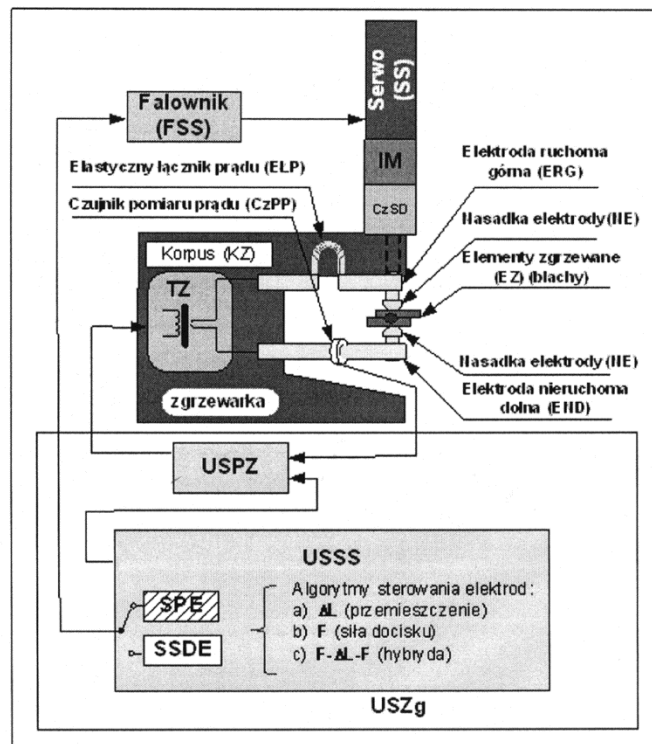 Serwo
(SS)
Falownik
(FSS)
IM
CzSD
Elastyczny łącznik prądu (EŁP)
Czujnik pomiaru prądu (CzPP)
Elektroda ruchoma
górna (ERG)
Nasadka elektrody(NE)
Elementy zgrzewane
(EZ) (blachy)
Korpus (KZ)
TZ
Nasadka elektrody (NE)
Elektroda nieruchoma
dolna (END)
zgrzewarka
USPZ
USSS
SPE
SSDE
Algorytmy sterowania elektrod:
a) ΔL (przemieszczenie)
b) F (siła docisku)
c) F-ΔL-F (hybryda)
USZg